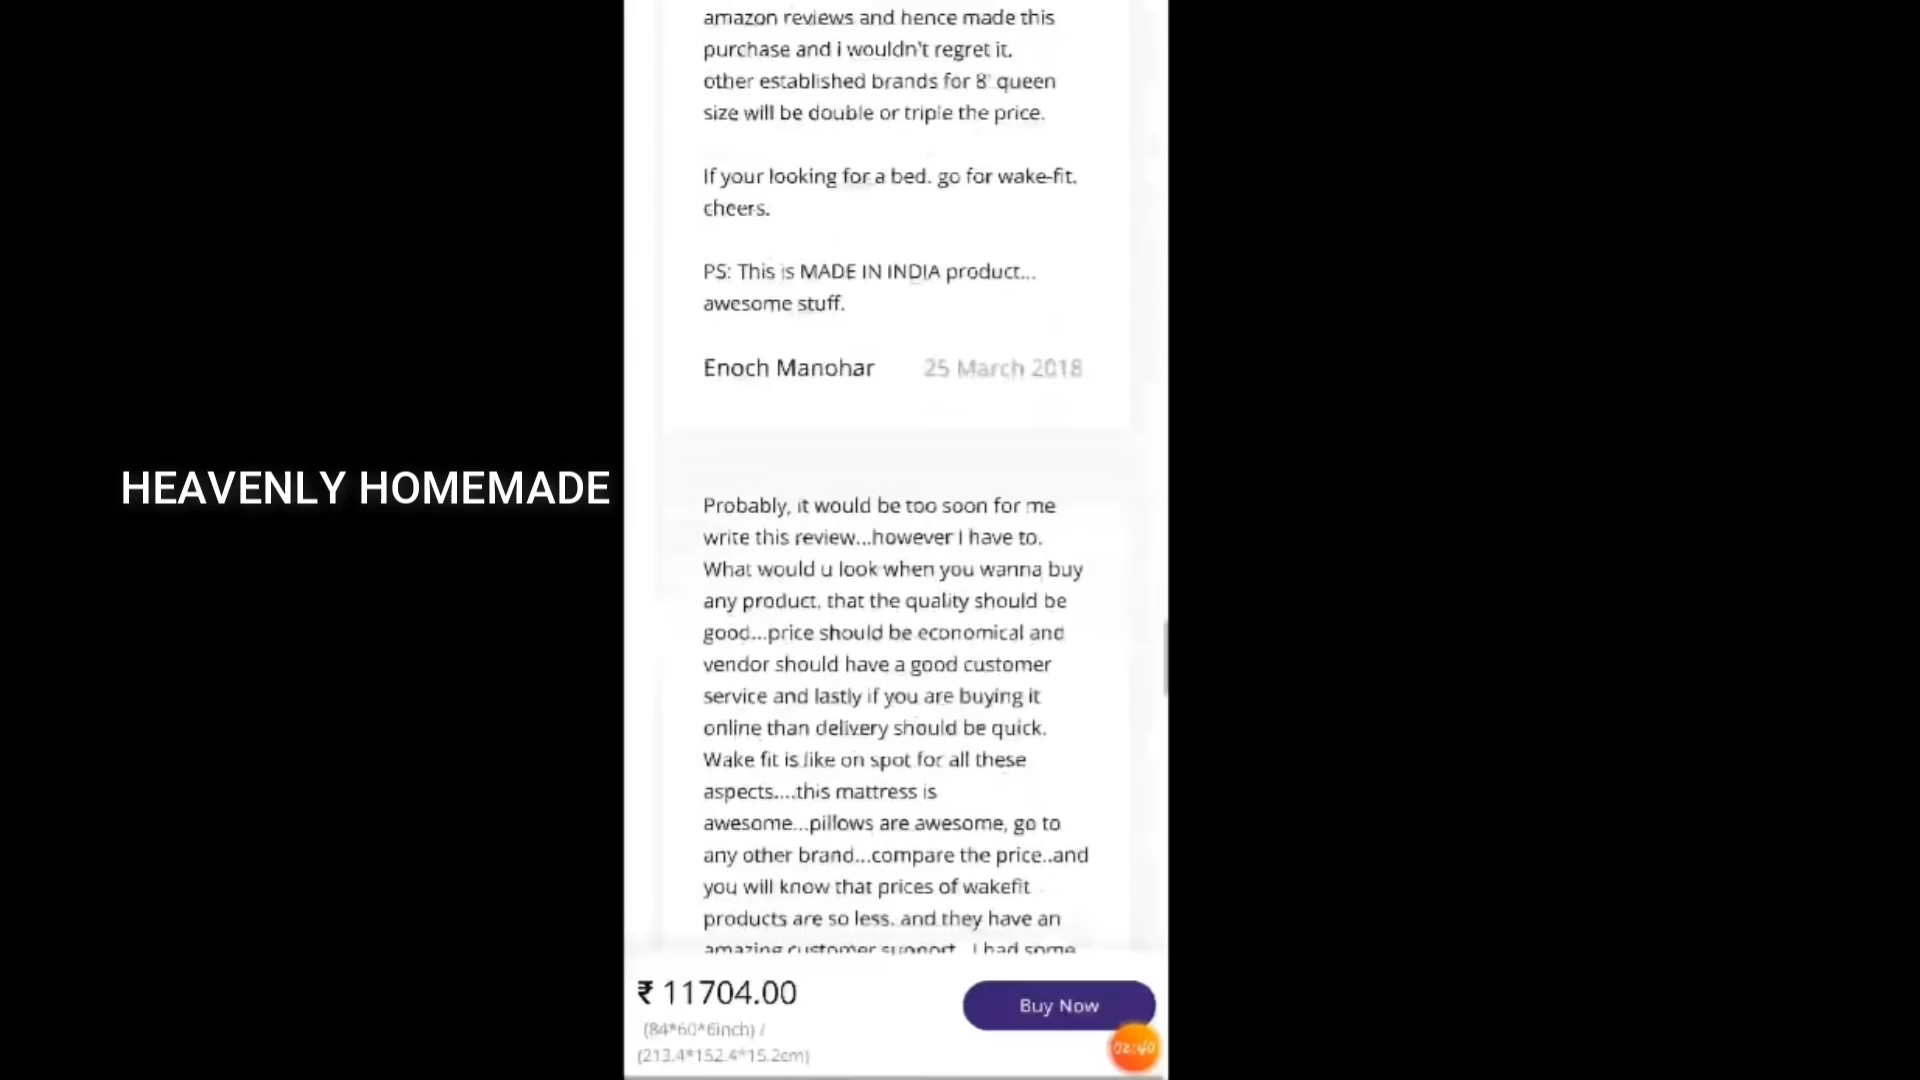 amazon reviews and hence made this
purchase and i wouldn't regret it.
other established brands for 8' queen
size will be double or triple the price.
If your looking for a bed. go for wake-fit.
cheers.
PS: This is MADE IN INDIA product...
awesome stuff.
Enoch Manohar 25 March 2018
HEAVENLY HOMEMADE
Probably, it would be too soon for me
write this review...however I have to.
What would u look when you wanna buy
any product, that the quality should be
good...price should be economical and
vendor should have a good customer
service and lastly if you are buying it
online than delivery should be quick.
Wake fit is like on spot for all these
aspects....this mattress is
awesome...pillows are awesome, go to
any other brand...compare the price..and
you will know that prices of wakefit
products are so less. and they have an
amazing customer support...I had some
₹ 11704.00
Buy Now
(84*60*6inch) /
(213.4*152.4*15.2cm)
02:40